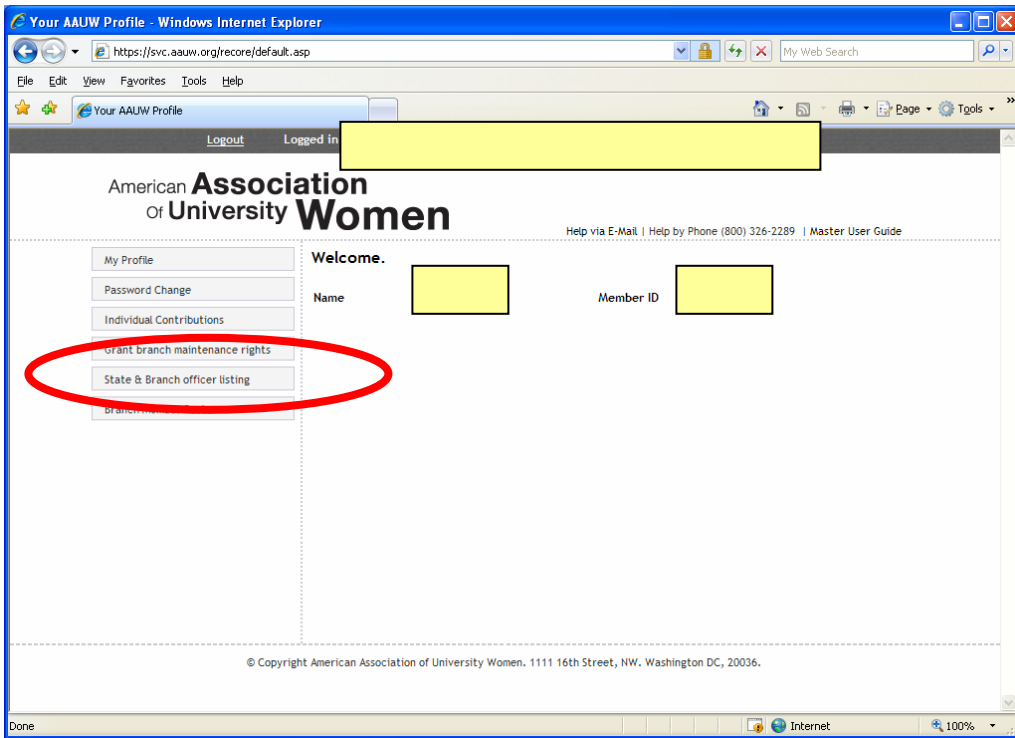 Your AAUW Profile - Windows Internet Explorer
https://svc.aauw.org/recore/default.asp
My Web Search
File Edit View Favorites Tools Help
Your AAUW Profile
Page
Tools
Logout Logged in
American Association
Of University Women
Help via E-Mail | Help by Phone (800) 326-2289 | Master User Guide
My Profile
Password Change
Individual Contributions
Grant branch maintenance rights
State & Branch officer listing
Branch
Welcome.
Name
Member ID
© Copyright American Association of University Women. 1111 16th Street, NW. Washington DC, 20036.
Done
Internet
100%